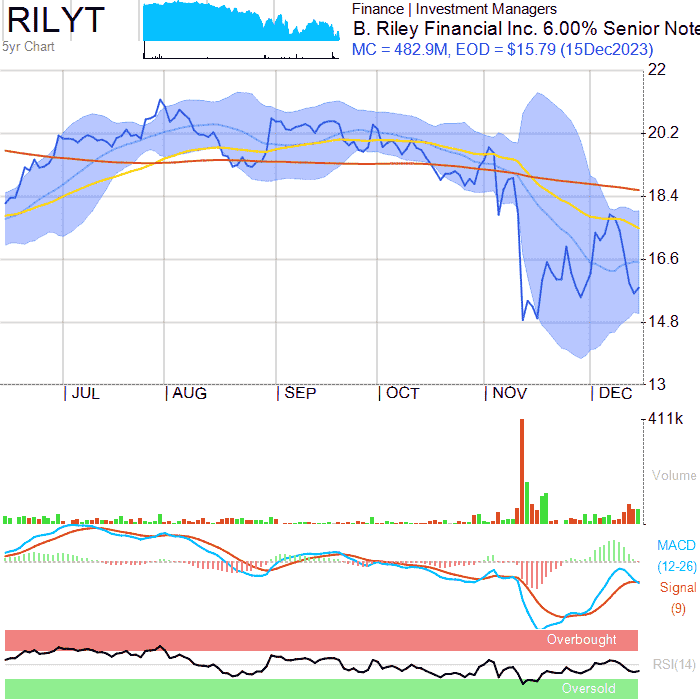 RILYT
5yr Chart
Finance | Investment Managers
B. Riley Financial Inc. 6.00% Senior Note
MC = 482.9M, EOD = $15.79 (15Dec2023)
22
20.2
18.4
16.6
14.8
13
JUL AUG SEP OCT NOV DEC
411k
Volume
MACD
(12-26)
Signal
(9)
Overbought
RSI(14)
Oversold